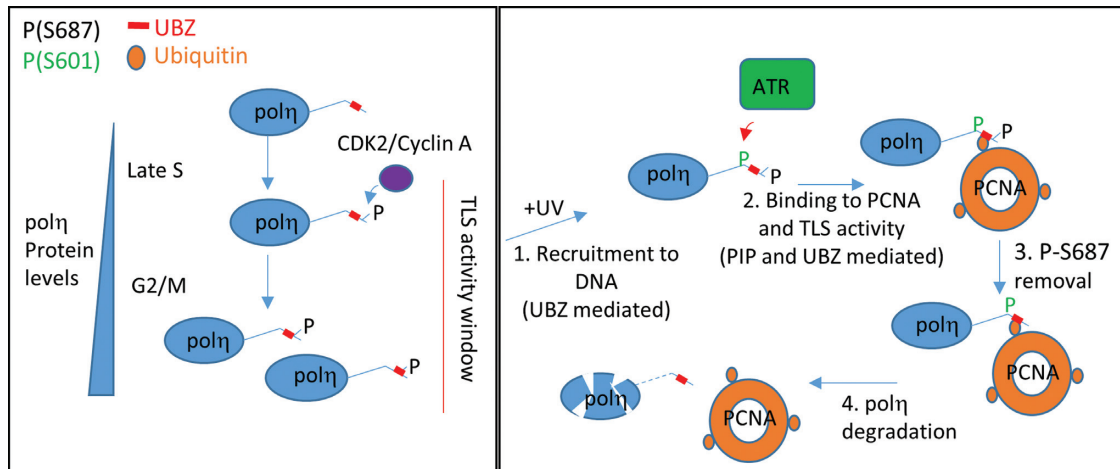 P(S687)
UBZ
P(S601)
Ubiquitin
polη
CDK2/Cyclin A
Late S
polη
P
polη
Protein
levels
G2/M
polη
P
polη
P
TLS activity window
ATR
P
polη
P
+UV
1. Recruitment to
DNA
(UBZ mediated)
2. Binding to PCNA
and TLS activity
(PIP and UBZ mediated)
polη
P
P
PCNA
3. P-S687
removal
polη
P
PCNA
4. polη
degradation
polη
PCNA